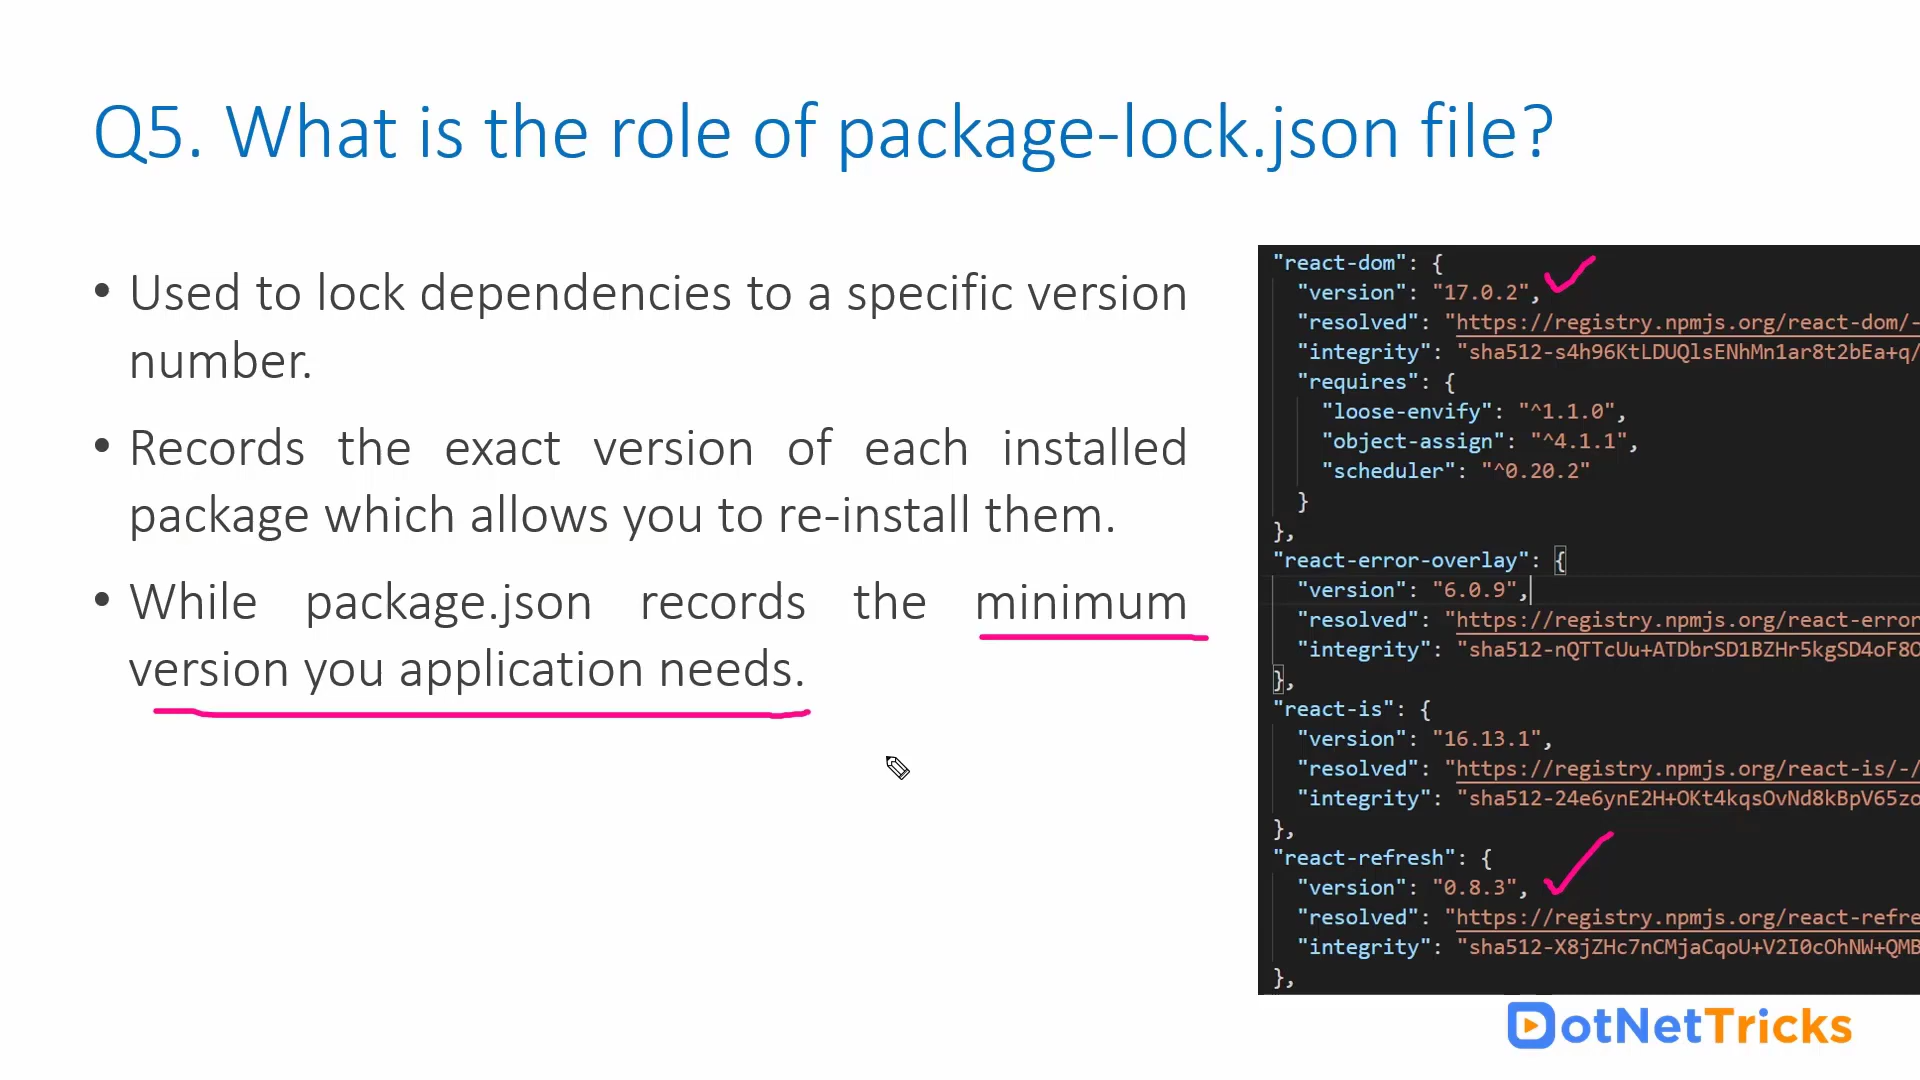 Q5. What is the role of package-lock.json file?
• Used to lock dependencies to a specific version
number.
• Records the exact version of each installed
package which allows you to re-install them.
• While package.json records the minimum
version you application needs.
"react-dom": {
"version": "17.0.2",
"resolved": "https://registry.npmjs.org/react-dom/-
"integrity": "sha512-s4h96KtLDUQlsENhMn1ar8t2bEa+q/
"requires": {
"loose-envify": "^1.1.0",
"object-assign": "^4.1.1",
"scheduler": "^0.20.2"
}
},
"react-error-overlay": {
"version": "6.0.9",
"resolved": "https://registry.npmjs.org/react-error
"integrity": "sha512-nQTTcUu+ATDbrSD1BZHr5kgSD4oF8O
},
"react-is": {
"version": "16.13.1",
"resolved": "https://registry.npmjs.org/react-is/-/
"integrity": "sha512-24e6ynE2H+OKt4kqsOvNd8kBpV65zo
},
"react-refresh": {
"version": "0.8.3",
"resolved": "https://registry.npmjs.org/react-refre
"integrity": "sha512-X8jZHc7nCMjaCqoU+V2I0cOhNW+QMB
},
DotNetTricks